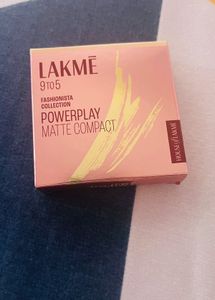 LAKMĒ
9TO5
FASHIONISTA
COLLECTION
POWERPLAY
MATTE COMPACT
HOUSE OF LAKMĒ